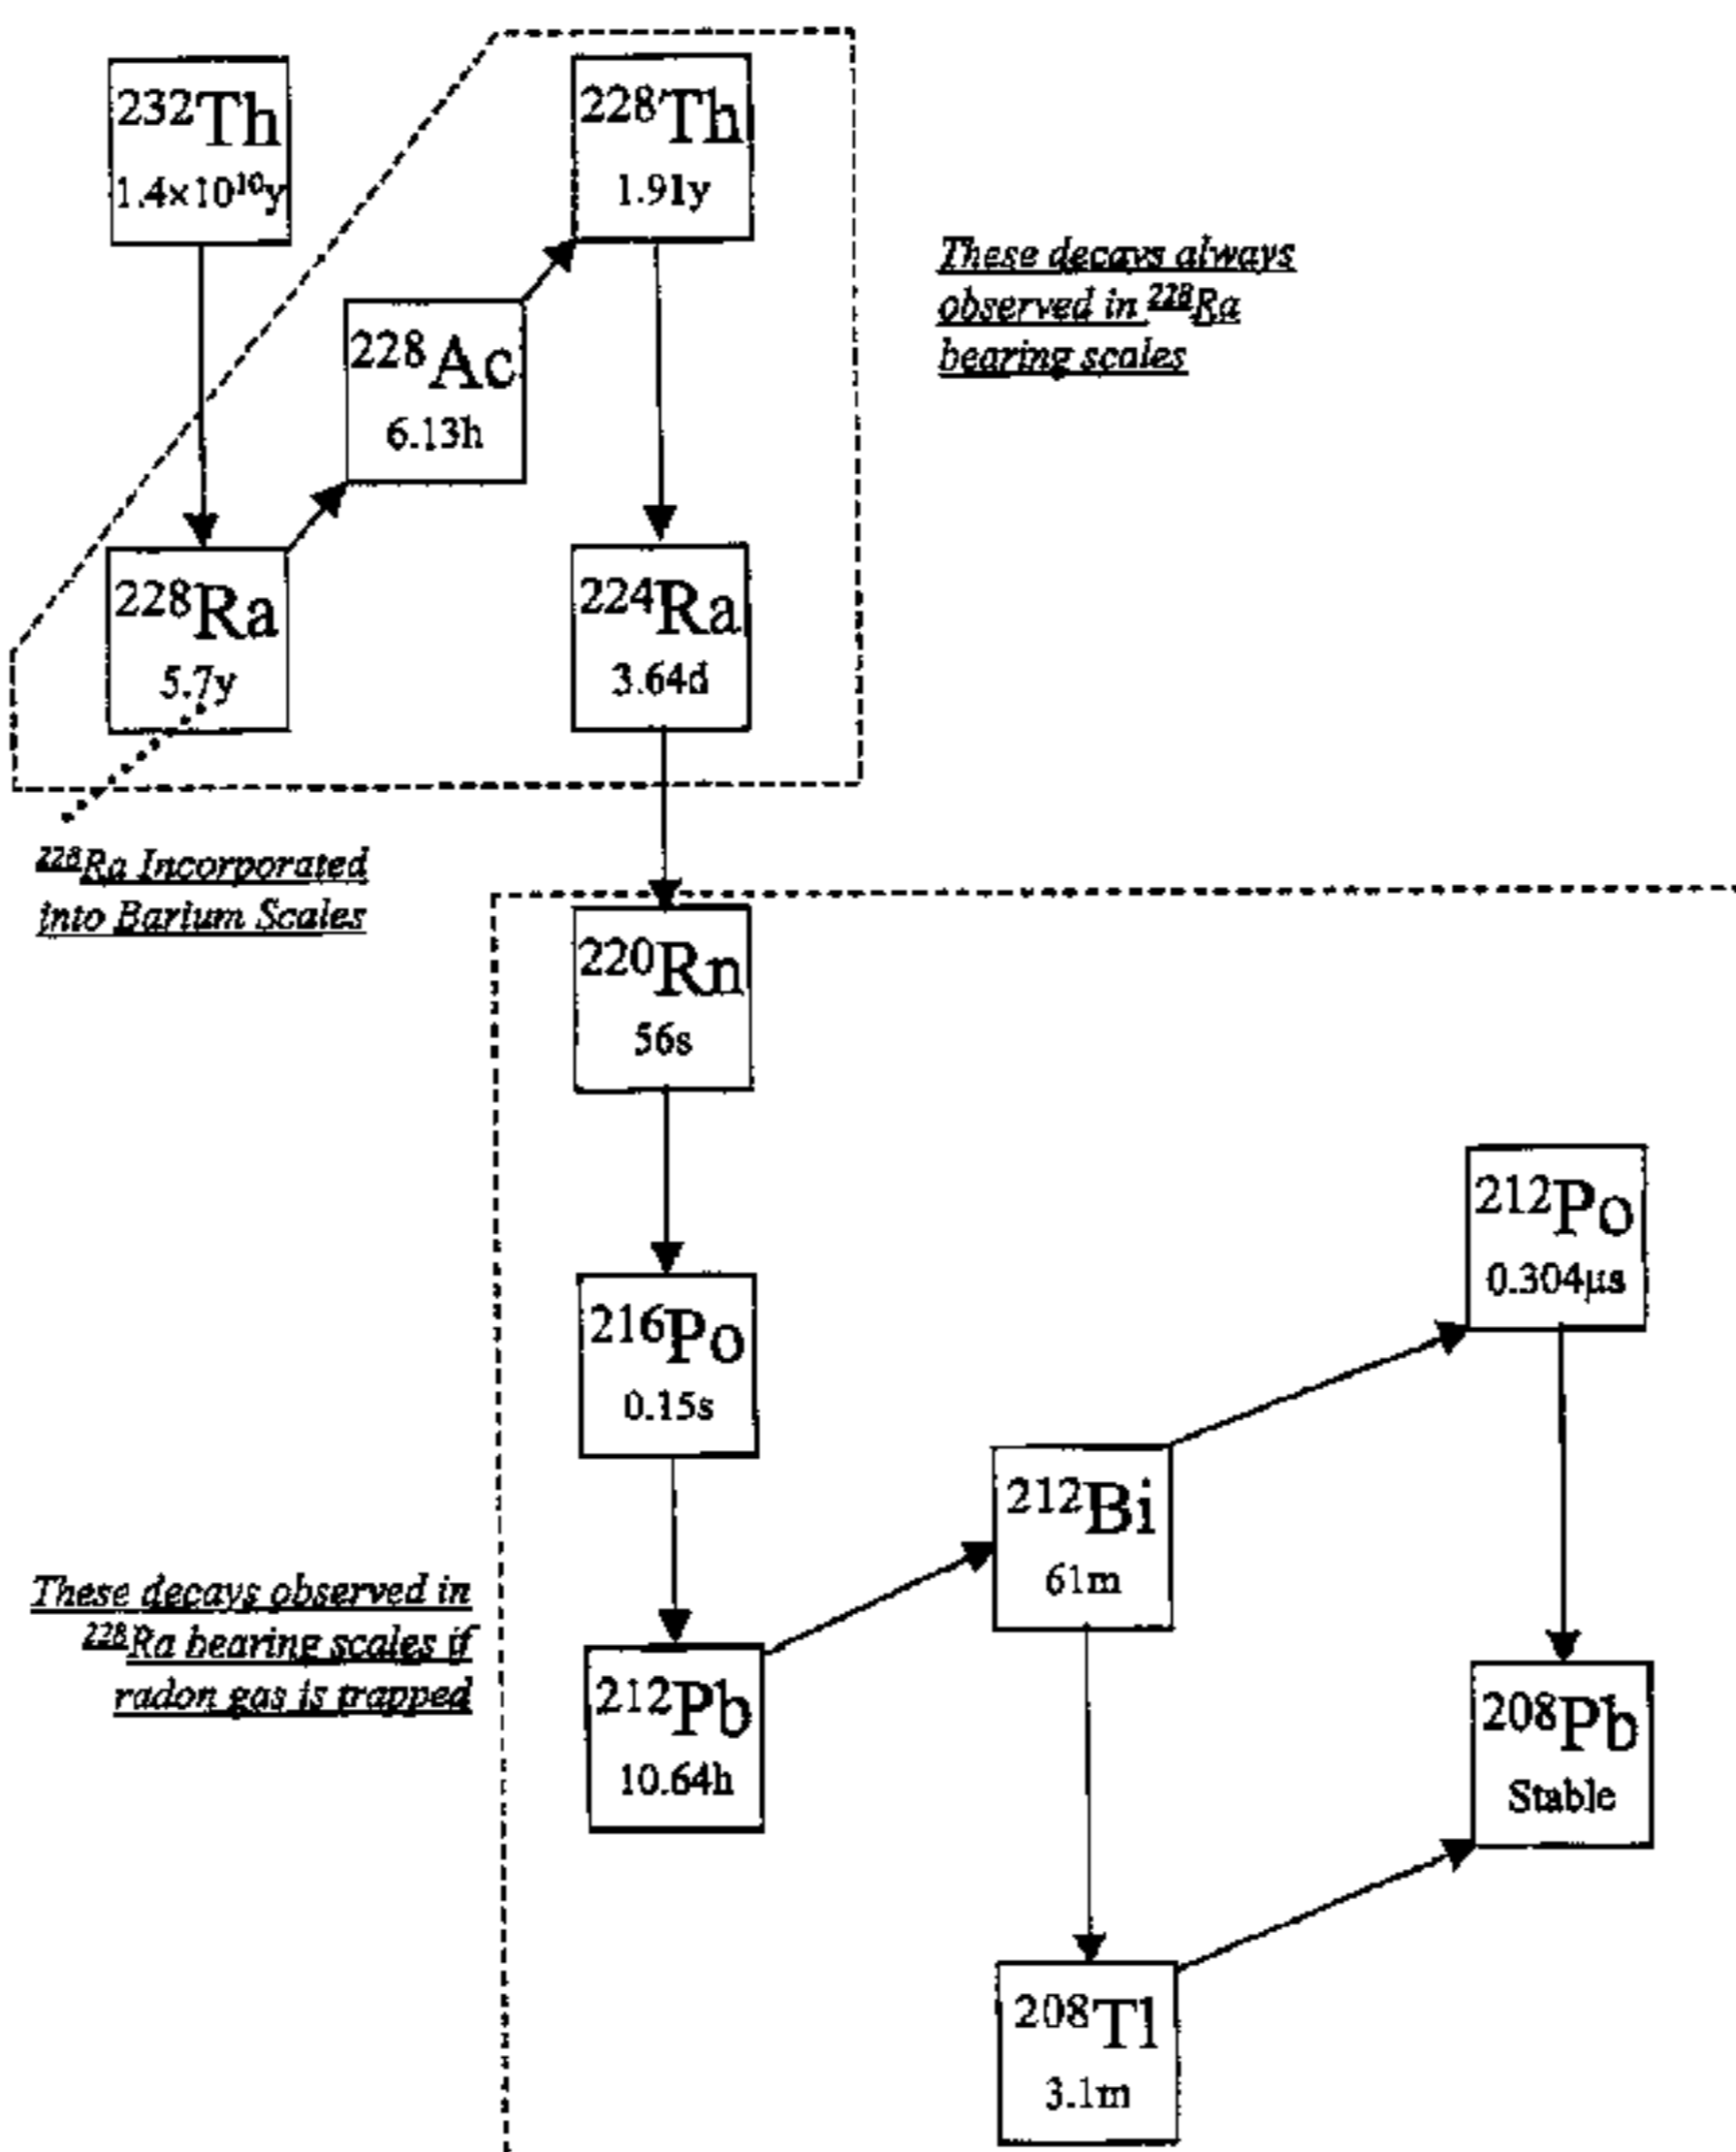 ²³²Th
1.4×10¹⁰y
²²⁸Th
1.91y
²²⁸Ac
6.13h
These decays always
observed in ²²⁸Ra
bearing scales
²²⁸Ra
5.7y
²²⁴Ra
3.64d
²²⁸Ra Incorporated
into Barium Scales
²²⁰Rn
56s
²¹⁶Po
0.15s
²¹²Po
0.304µs
²¹²Bi
61m
These decays observed in
²²⁸Ra bearing scales if
radon gas is trapped
²¹²Pb
10.64h
²⁰⁸Pb
Stable
²⁰⁸Tl
3.1m